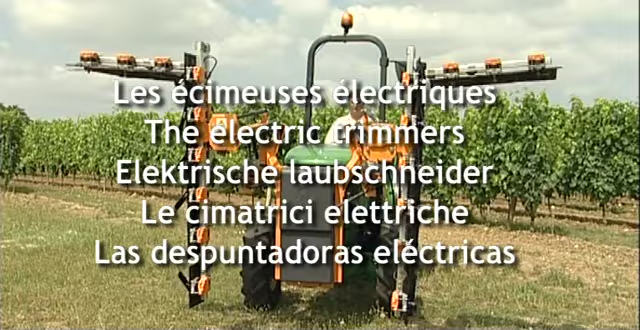 Les écimeuses électriques
The electric trimmers
Elektrische laubschneider
Le cimatrici elettriche
Las despuntadoras eléctricas